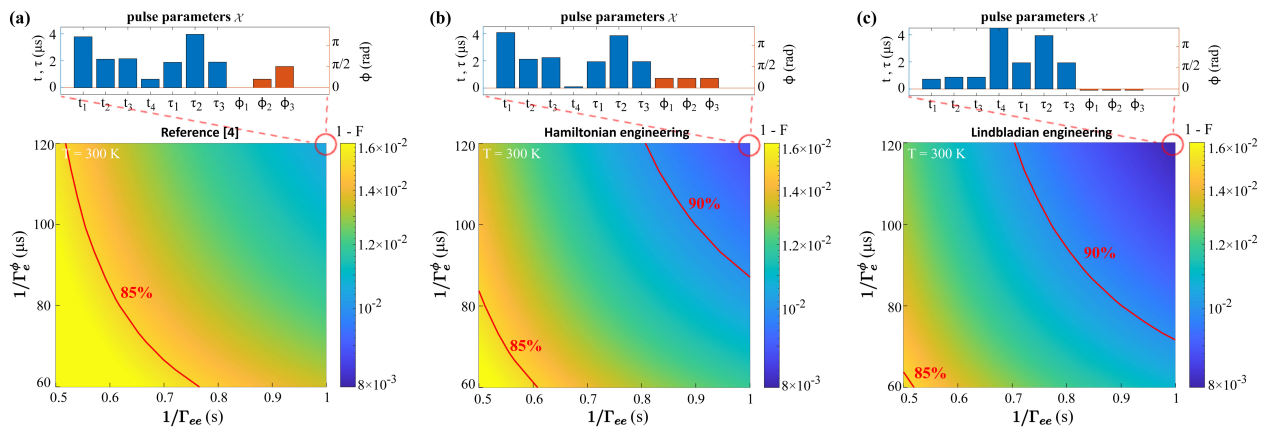 (a) pulse parameters 𝒳
t , τ (μs)
4
2
0
π
π/2
0
ϕ (rad)
t₁ t₂ t₃ t₄ τ₁ τ₂ τ₃ ϕ₁ ϕ₂ ϕ₃
Reference [4]
1 - F
T = 300 K
85%
120
100
80
60
1/Γₑᶲ (μs)
0.5 0.6 0.7 0.8 0.9 1
1/Γₑₑ (s)
1.6×10⁻²
1.4×10⁻²
1.2×10⁻²
10⁻²
8×10⁻³
(b) pulse parameters 𝒳
t , τ (μs)
4
2
0
π
π/2
0
ϕ (rad)
t₁ t₂ t₃ t₄ τ₁ τ₂ τ₃ ϕ₁ ϕ₂ ϕ₃
Hamiltonian engineering
1 - F
T = 300 K
90%
85%
120
100
80
60
1/Γₑᶲ (μs)
0.5 0.6 0.7 0.8 0.9 1
1/Γₑₑ (s)
1.6×10⁻²
1.4×10⁻²
1.2×10⁻²
10⁻²
8×10⁻³
(c) pulse parameters 𝒳
t , τ (μs)
4
2
0
π
π/2
0
ϕ (rad)
t₁ t₂ t₃ t₄ τ₁ τ₂ τ₃ ϕ₁ ϕ₂ ϕ₃
Lindbladian engineering
1 - F
T = 300 K
90%
85%
120
100
80
60
1/Γₑᶲ (μs)
0.5 0.6 0.7 0.8 0.9 1
1/Γₑₑ (s)
1.6×10⁻²
1.4×10⁻²
1.2×10⁻²
10⁻²
8×10⁻³